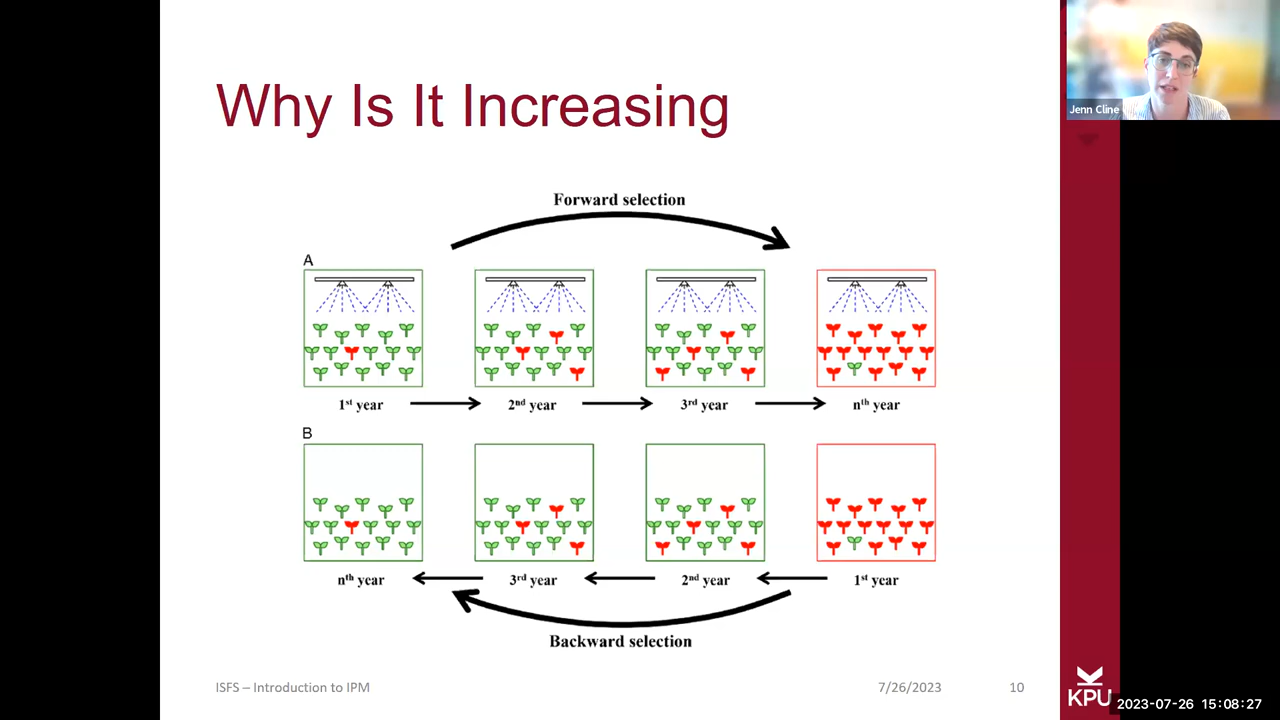 Why Is It Increasing
Jenn Cline
Forward selection
A
1st year
2nd year
3rd year
nth year
B
nth year
3rd year
2nd year
1st year
Backward selection
ISFS – Introduction to IPM
7/26/2023
10
KPU
2023-07-26 15:08:27